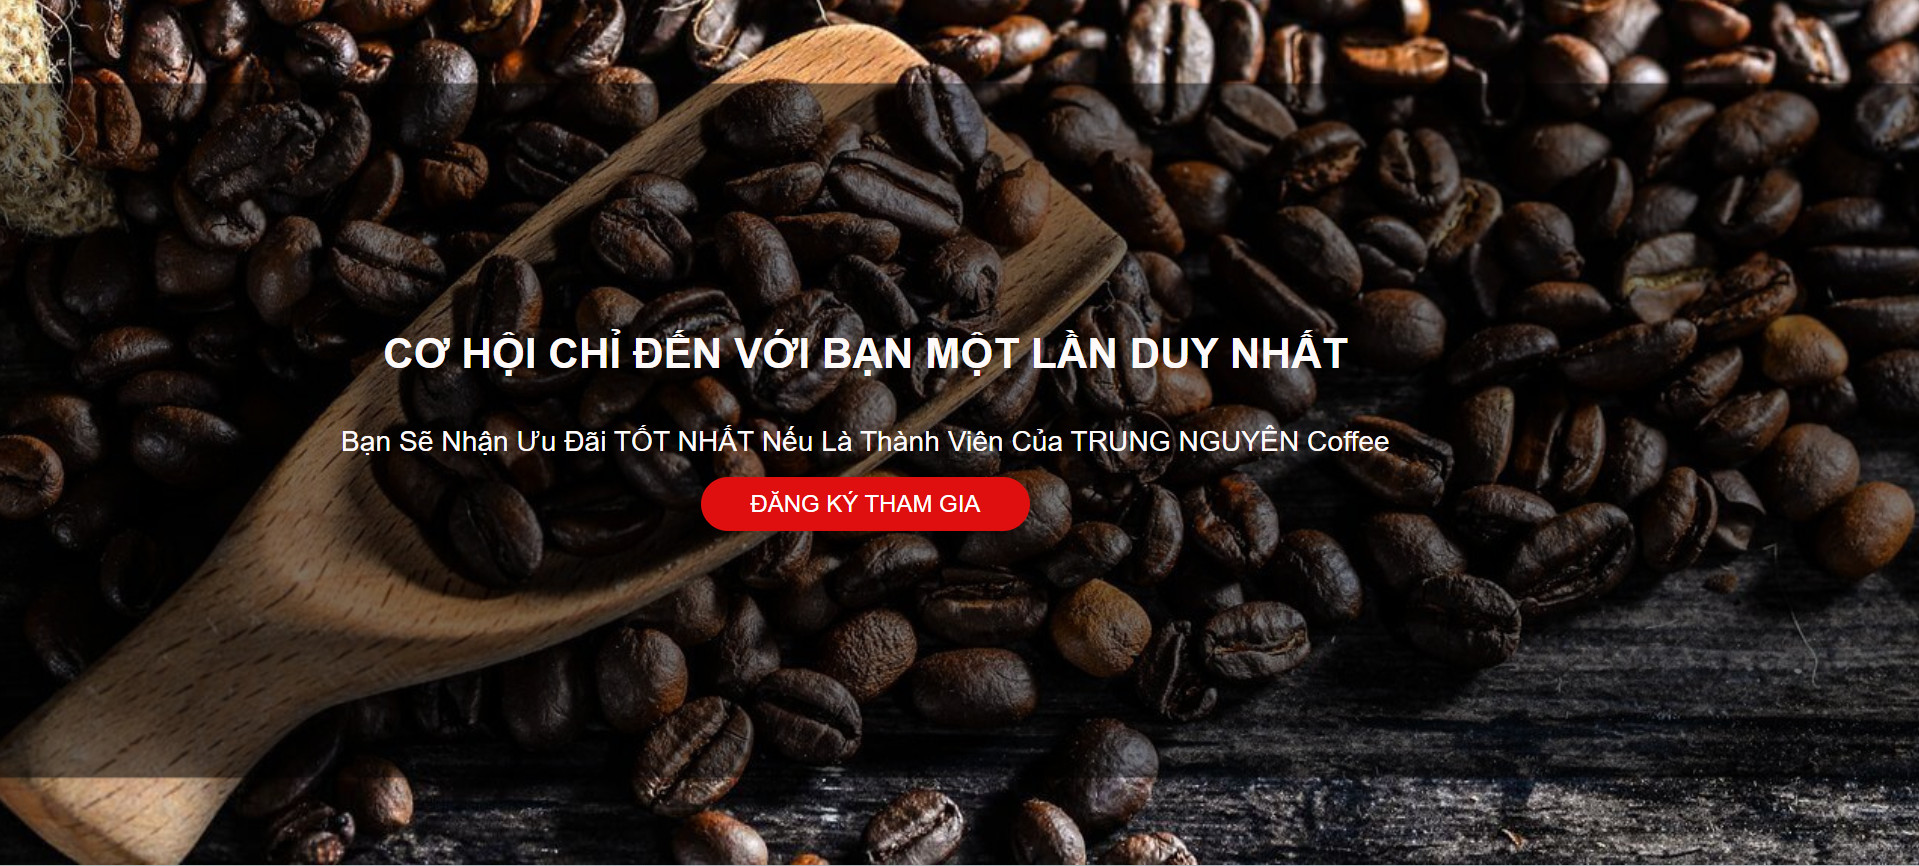 CƠ HỘI CHỈ ĐẾN VỚI BẠN MỘT LẦN DUY NHẤT
Bạn Sẽ Nhận Ưu Đãi TỐT NHẤT Nếu Là Thành Viên Của TRUNG NGUYÊN Coffee
ĐĂNG KÝ THAM GIA